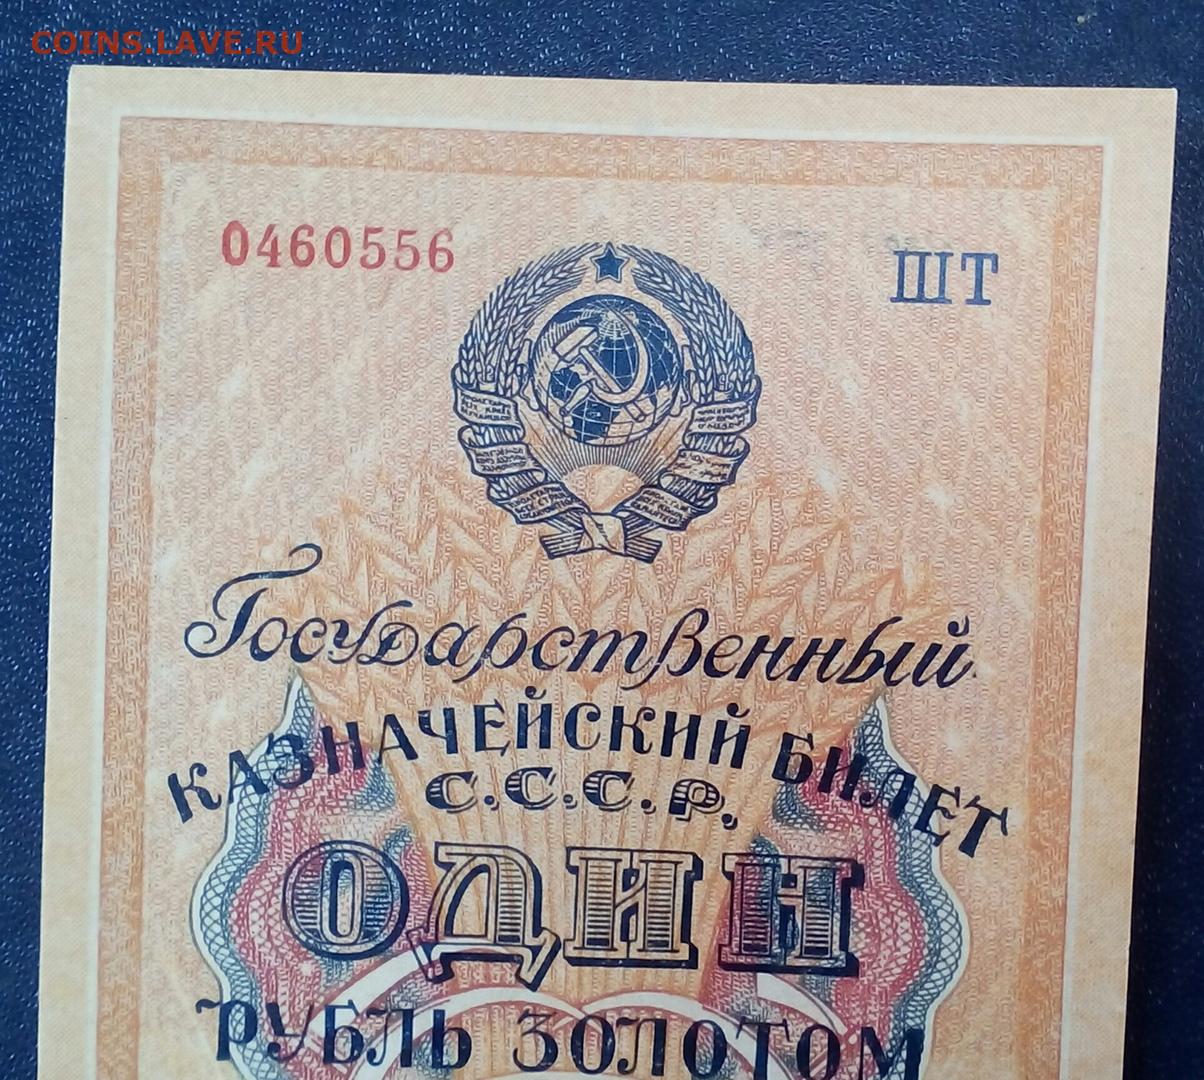 COINS.LAVE.RU
0460556 ШТ
Государственный
КАЗНАЧЕЙСКИЙ БИЛЕТ
С.С.С.Р.
ОДИН
РУБЛЬ ЗОЛОТОМ